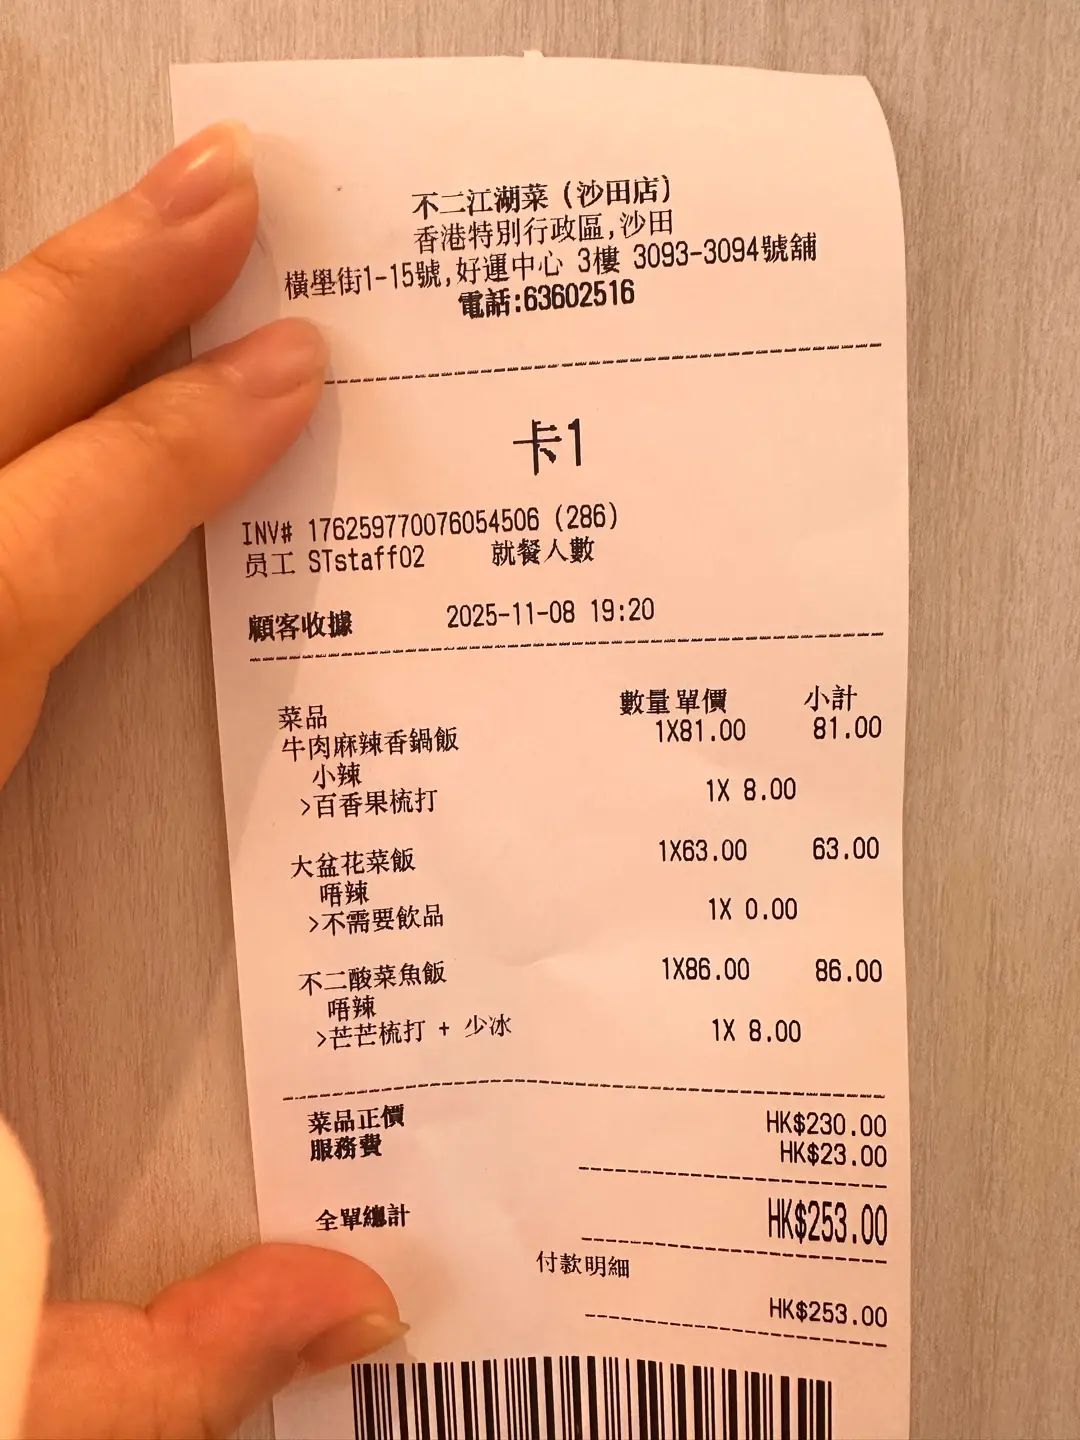 不二江湖菜 (沙田店)
香港特別行政區,沙田
橫壆街1-15號,好運中心 3樓 3093-3094號舖
電話:63602516
卡1
INV# 176259770076054506 (286)
员工 STstaff02 就餐人數
顧客收據 2025-11-08 19:20
菜品 數量 單價 小計
牛肉麻辣香鍋飯 1X81.00 81.00
小辣
>百香果梳打 1X 8.00
大盆花菜飯 1X63.00 63.00
唔辣
>不需要飲品 1X 0.00
不二酸菜魚飯 1X86.00 86.00
唔辣
>芒芒梳打 + 少冰 1X 8.00
菜品正價 HK$230.00
服務費 HK$23.00
全單總計 HK$253.00
付款明細
HK$253.00